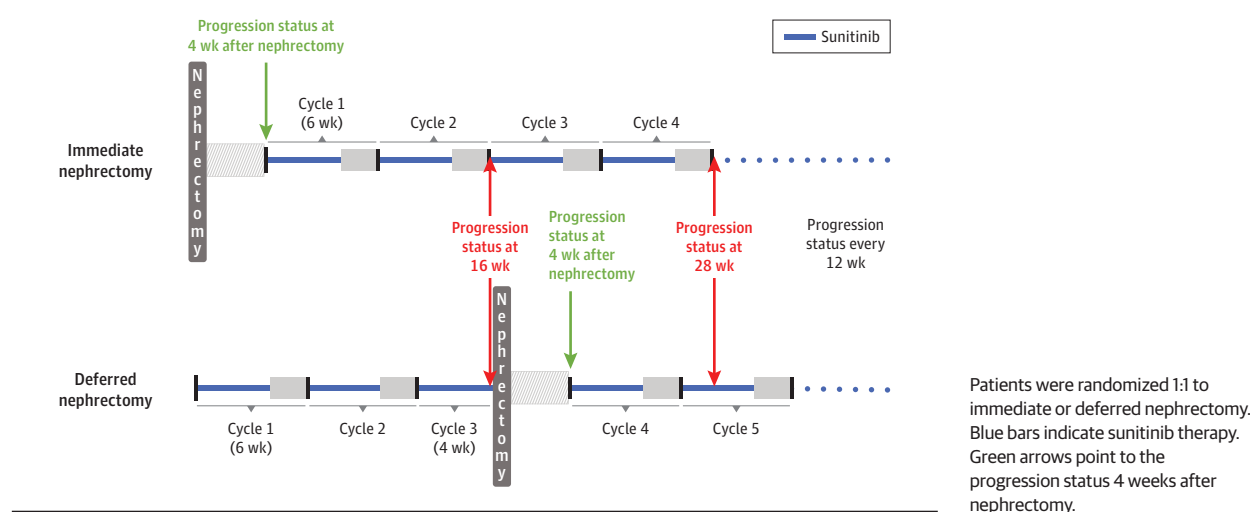 Progression status at
4 wk after nephrectomy
Sunitinib
Nephrectomy
Cycle 1
(6 wk)
Cycle 2
Cycle 3
Cycle 4
Immediate
nephrectomy
Progression
status at
16 wk
Progression
status at
4 wk after
nephrectomy
Progression
status at
28 wk
Progression
status every
12 wk
Nephrectomy
Deferred
nephrectomy
Cycle 1
(6 wk)
Cycle 2
Cycle 3
(4 wk)
Cycle 4
Cycle 5
Patients were randomized 1:1 to
immediate or deferred nephrectomy.
Blue bars indicate sunitinib therapy.
Green arrows point to the
progression status 4 weeks after
nephrectomy.